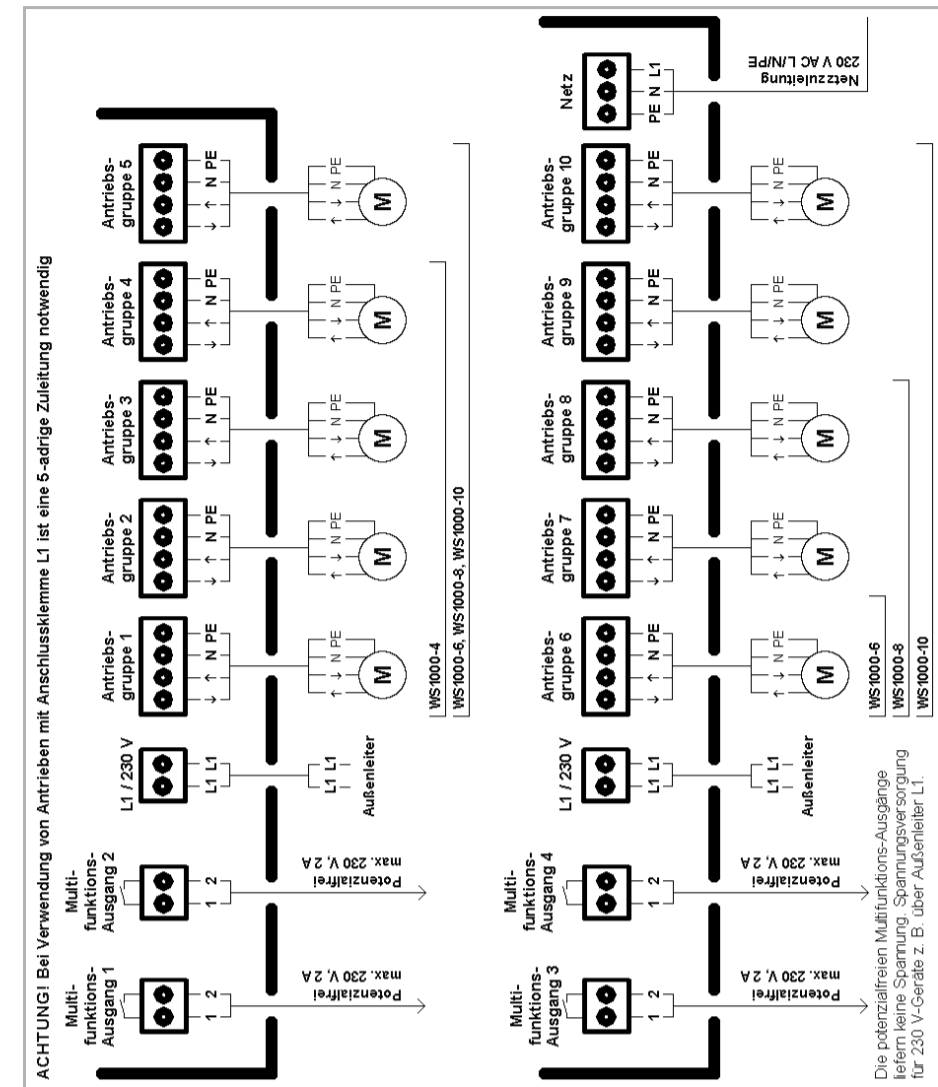 ACHTUNG! Bei Verwendung von Antrieben mit Anschlussklemme L1 ist eine 5-adrige Zuleitung notwendig
Multi-
funktions-
Ausgang 1
1 2
Potenzialfrei
max. 230 V, 2 A
Multi-
funktions-
Ausgang 2
1 2
Potenzialfrei
max. 230 V, 2 A
L1 / 230 V
L1 L1
L1 L1
Außenleiter
Antriebs-
gruppe 1
↓ ↑ N PE
↑ ↓ N PE
M
Antriebs-
gruppe 2
↓ ↑ N PE
↑ ↓ N PE
M
Antriebs-
gruppe 3
↓ ↑ N PE
↑ ↓ N PE
M
Antriebs-
gruppe 4
↓ ↑ N PE
↑ ↓ N PE
M
Antriebs-
gruppe 5
↓ ↑ N PE
↑ ↓ N PE
M
WS1000-4
WS1000-6, WS1000-8, WS1000-10
Multi-
funktions-
Ausgang 3
1 2
Potenzialfrei
max. 230 V, 2 A
Multi-
funktions-
Ausgang 4
1 2
Potenzialfrei
max. 230 V, 2 A
L1 / 230 V
L1 L1
L1 L1
Außenleiter
Antriebs-
gruppe 6
↓ ↑ N PE
↑ ↓ N PE
M
Antriebs-
gruppe 7
↓ ↑ N PE
↑ ↓ N PE
M
Antriebs-
gruppe 8
↓ ↑ N PE
↑ ↓ N PE
M
Antriebs-
gruppe 9
↓ ↑ N PE
↑ ↓ N PE
M
Antriebs-
gruppe 10
↓ ↑ N PE
↑ ↓ N PE
M
Netz
PE N L1
Netzzuleitung
230 V AC L/N/PE
WS1000-6
WS1000-8
WS1000-10
Die potenzialfreien Multifunktions-Ausgänge
liefern keine Spannung. Spannungsversorgung
für 230 V-Geräte z. B. über Außenleiter L1.